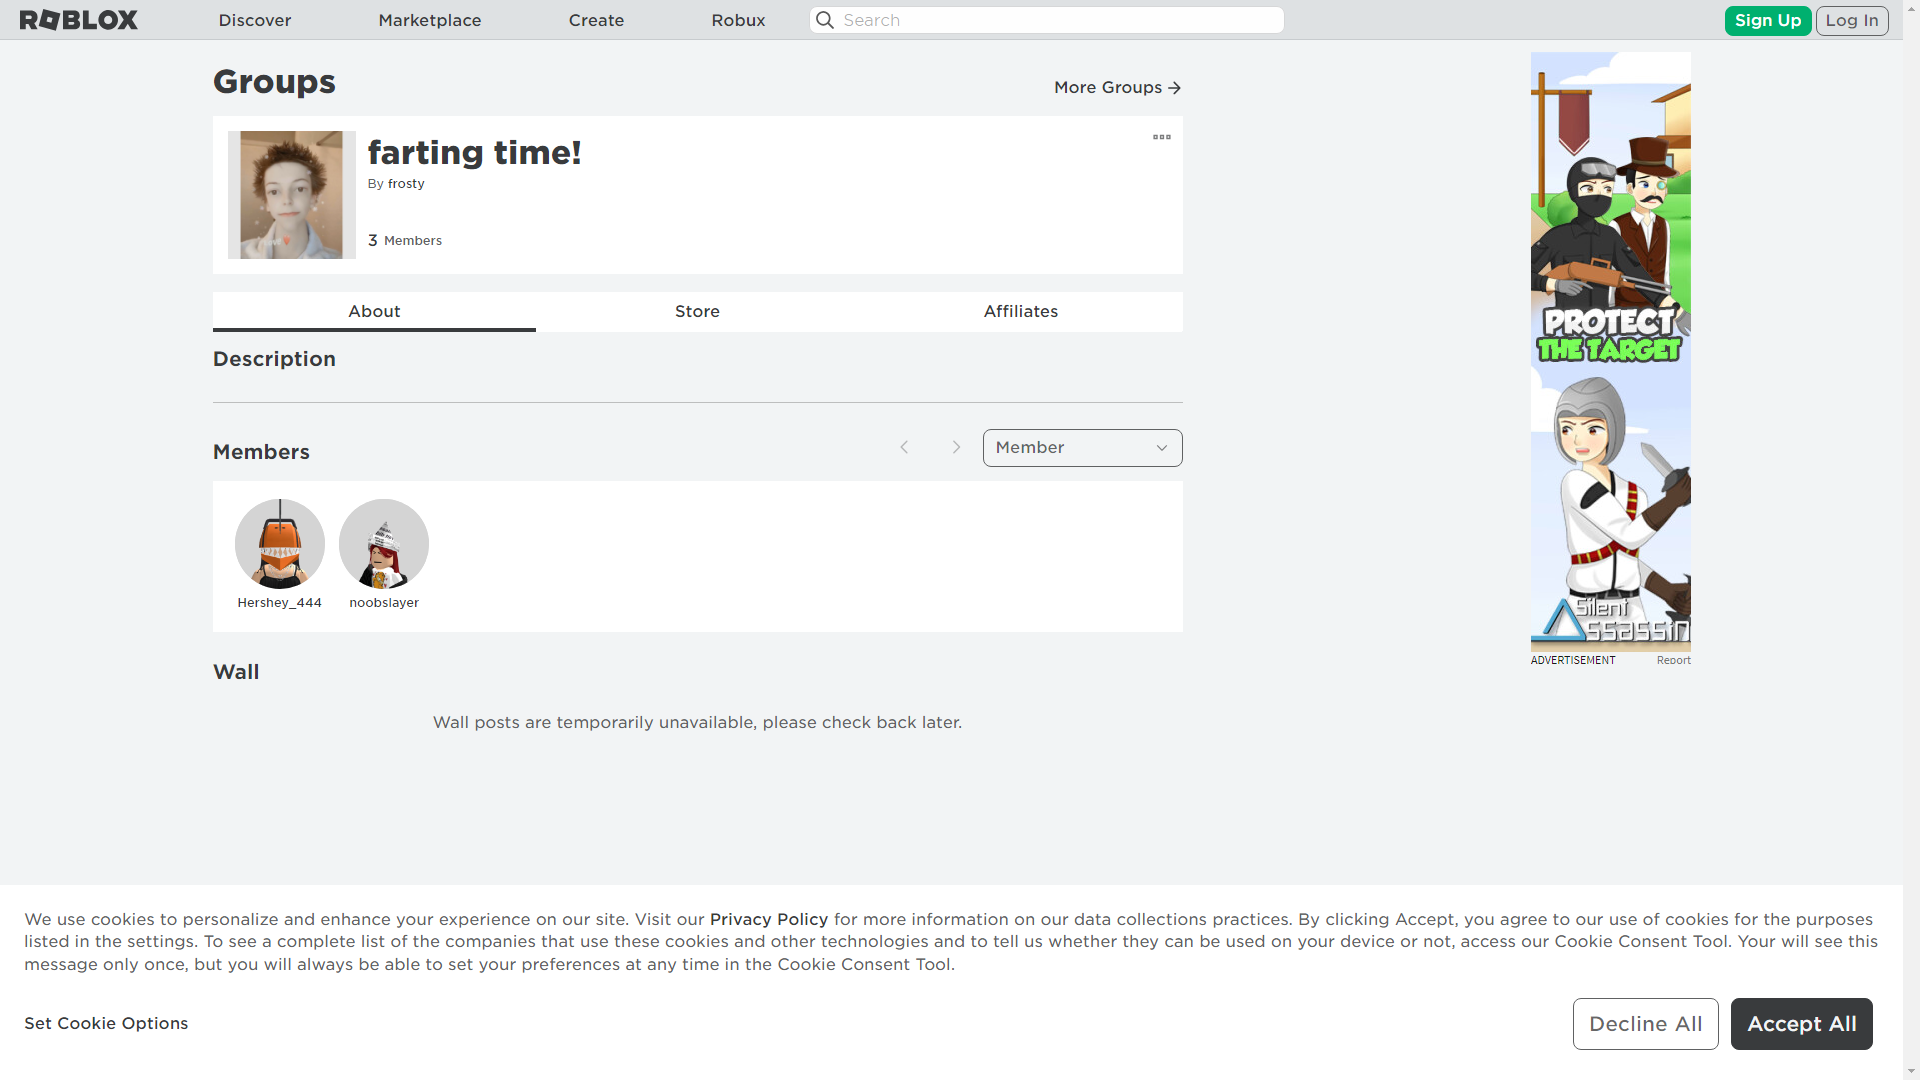 ROBLOX
Discover
Marketplace
Create
Robux
Search
Sign Up
Log In
Groups
More Groups
farting time!
By frosty
3 Members
About
Store
Affiliates
Description
Members
Member
Hershey_444
noobslayer
Wall
Wall posts are temporarily unavailable, please check back later.
PROTECT
THE TARGET
Silent
Assassin
ADVERTISEMENT
Report
We use cookies to personalize and enhance your experience on our site. Visit our Privacy Policy for more information on our data collections practices. By clicking Accept, you agree to our use of cookies for the purposes
listed in the settings. To see a complete list of the companies that use these cookies and other technologies and to tell us whether they can be used on your device or not, access our Cookie Consent Tool. Your will see this
message only once, but you will always be able to set your preferences at any time in the Cookie Consent Tool.
Set Cookie Options
Decline All
Accept All